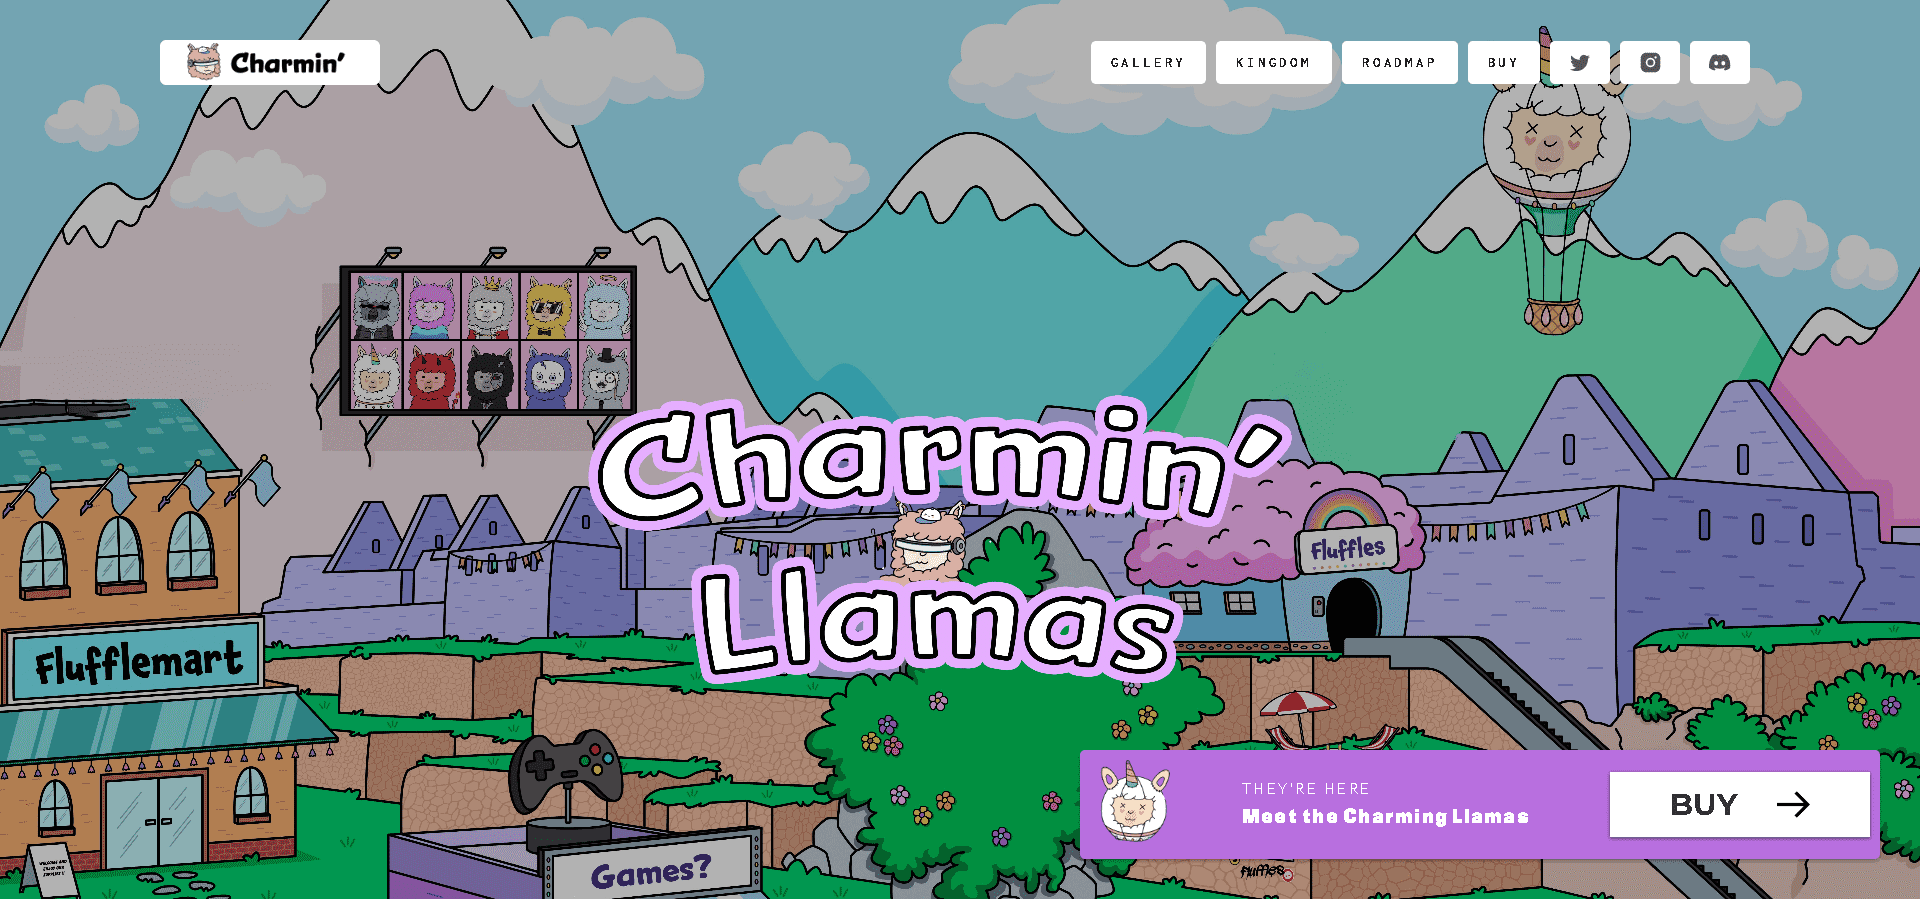 Charmin'
GALLERY
KINGDOM
ROADMAP
BUY
Charmin'
Llamas
Fluffles
Flufflemart
THEY'RE HERE
Meet the Charming Llamas
BUY
Games?
fluffles